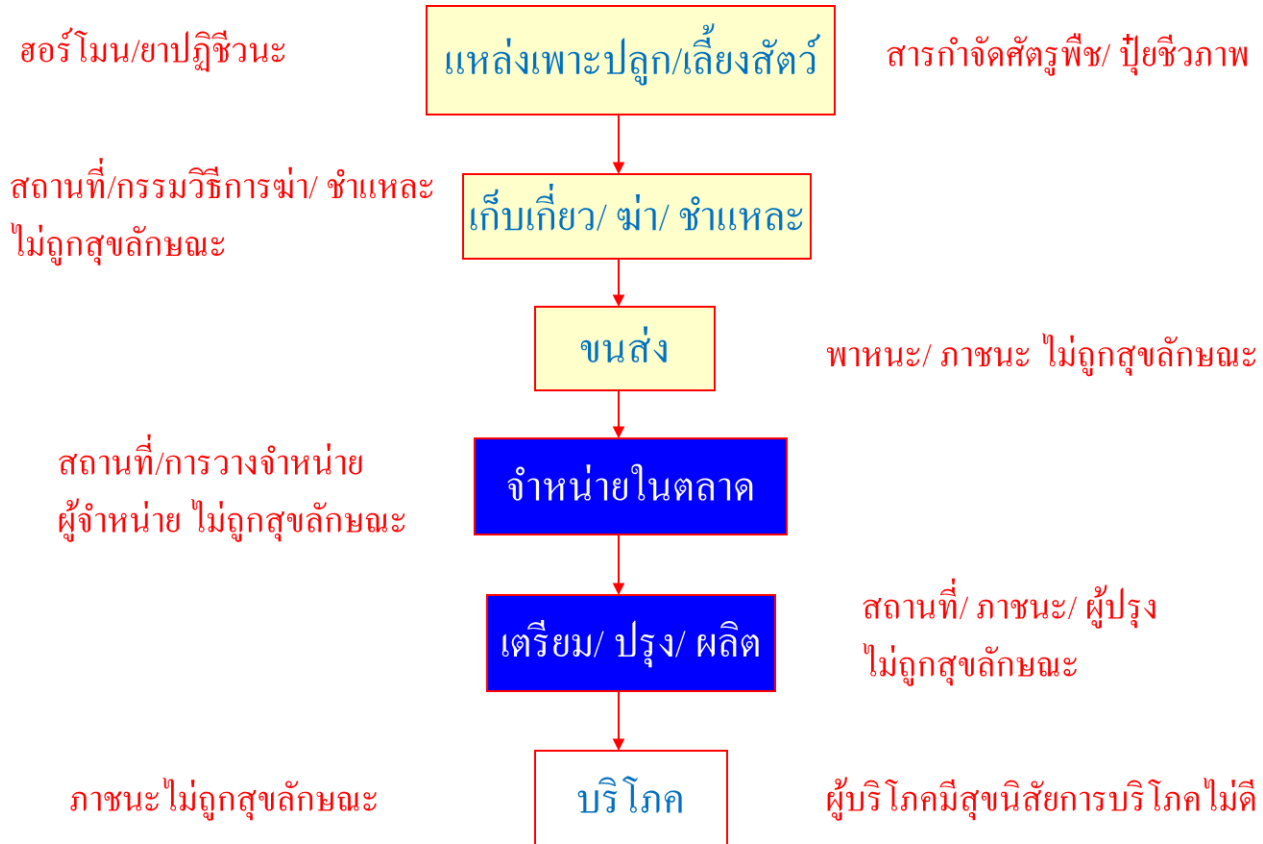 ฮอร์โมน/ยาปฏิชีวนะ
แหล่งเพาะปลูก/เลี้ยงสัตว์
สารกำจัดศัตรูพืช/ ปุ๋ยชีวภาพ
สถานที่/กรรมวิธีการฆ่า/ ชำแหละ
ไม่ถูกสุขลักษณะ
เก็บเกี่ยว/ ฆ่า/ ชำแหละ
ขนส่ง
พาหนะ/ ภาชนะ ไม่ถูกสุขลักษณะ
สถานที่/การวางจำหน่าย
ผู้จำหน่าย ไม่ถูกสุขลักษณะ
จำหน่ายในตลาด
เตรียม/ ปรุง/ ผลิต
สถานที่/ ภาชนะ/ ผู้ปรุง
ไม่ถูกสุขลักษณะ
ภาชนะไม่ถูกสุขลักษณะ
บริโภค
ผู้บริโภคมีสุขนิสัยการบริโภคไม่ดี